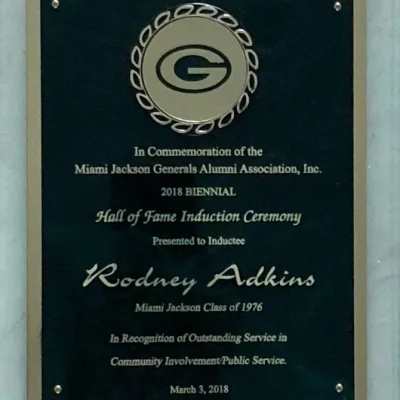 G
In Commemoration of the
Miami Jackson Generals Alumni Association, Inc.
2018 BIENNIAL
Hall of Fame Induction Ceremony
Presented to Inductee
Rodney Adkins
Miami Jackson Class of 1976
In Recognition of Outstanding Service in
Community Involvement/Public Service.
March 3, 2018